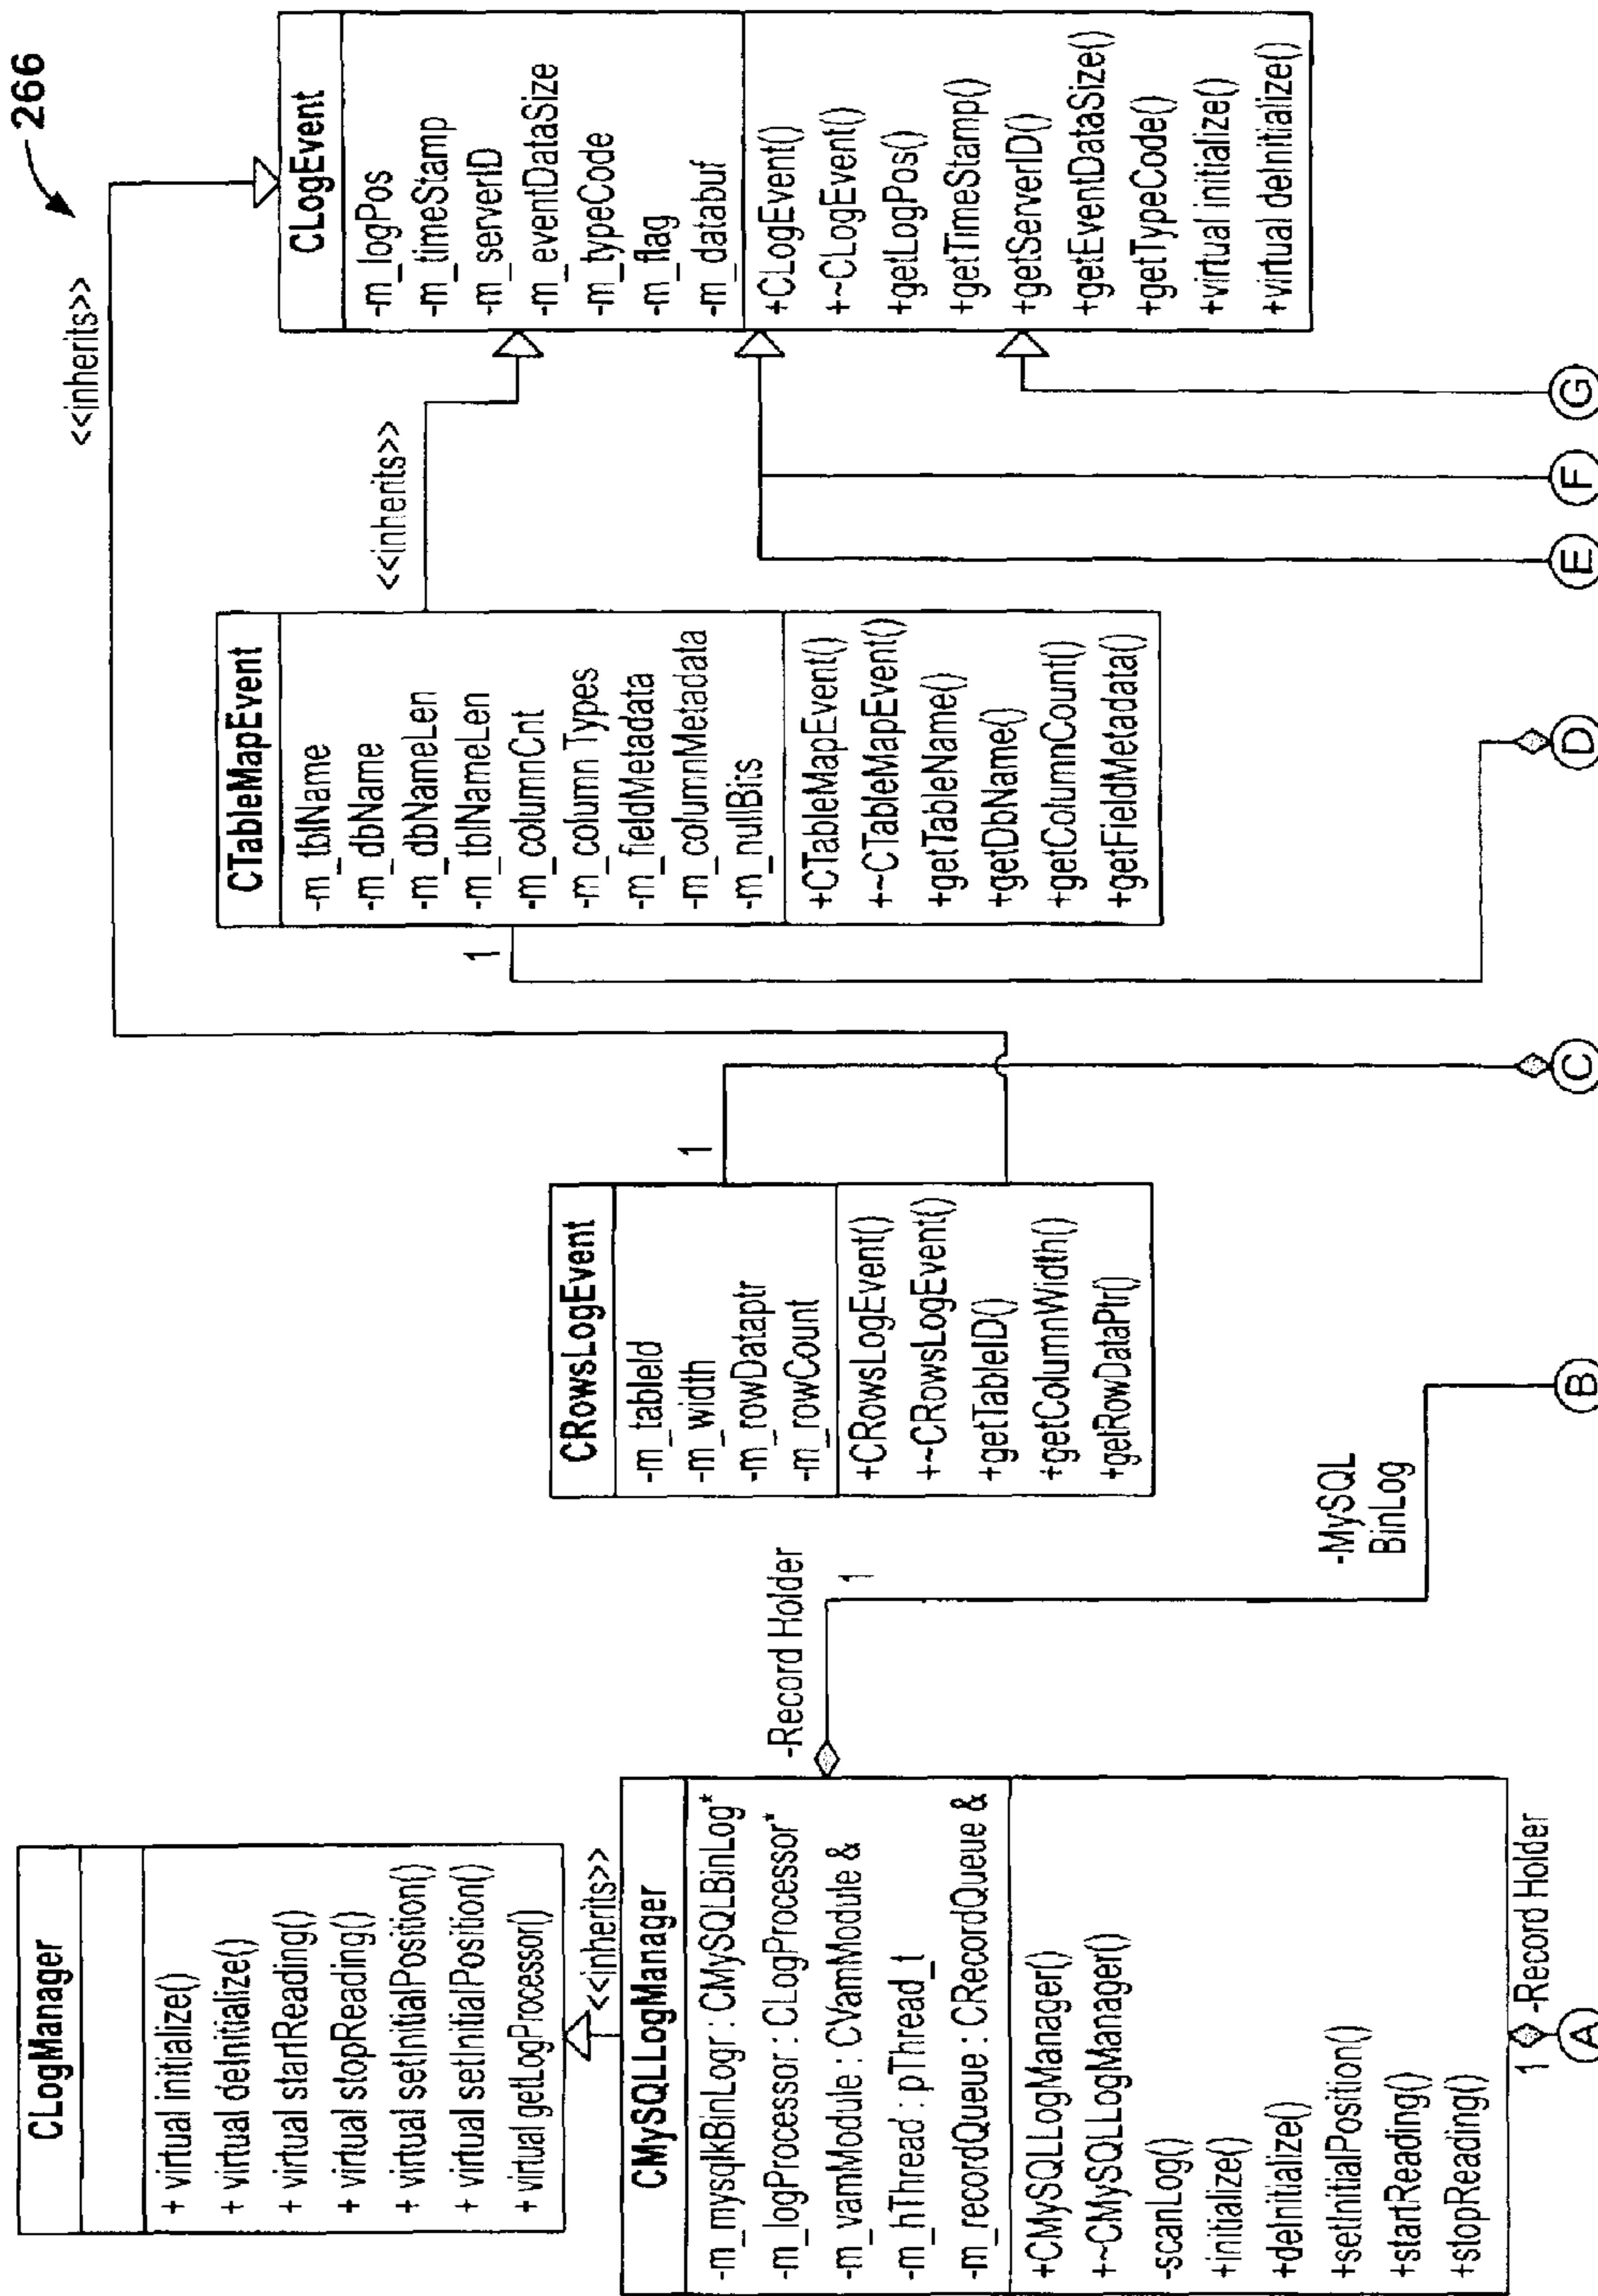 266
CLogManager
+ virtual initialize()
+ virtual deInitialize()
+ virtual startReading()
+ virtual stopReading()
+ virtual setInitialPosition()
+ virtual setInitialPosition()
+ virtual getLogProcessor()
<<inherits>>
CMySQLLogManager
-m_mysqlkBinLogr : CMySQLBinLog*
-m_logProcessor : CLogProcessor*
-m_vamModule : CVamModule &
-m_hThread : pThread_t
-m_recordQueue : CRecordQueue &
+CMySQLLogManager()
+~CMySQLLogManager()
-scanLog()
+initialize()
+deInitialize()
+setInitialPosition()
+startReading()
+stopReading()
1
-Record Holder
A
-Record Holder
1
-MySQL
BinLog
B
CRowsLogEvent
-m_tableId
-m_width
-m_rowDataptr
-m_rowCount
+CRowsLogEvent()
+~CRowsLogEvent()
+getTableID()
+getColumnWidth()
+getRowDataPtr()
1
C
<<inherits>>
CTableMapEvent
-m_tblName
-m_dbName
-m_dbNameLen
-m_tblNameLen
-m_columnCnt
-m_column Types
-m_fieldMetadata
-m_columnMetadata
-m_nullBits
+CTableMapEvent()
+~CTableMapEvent()
+getTableName()
+getDbName()
+getColumnCount()
+getFieldMetadata()
1
D
<<inherits>>
CLogEvent
-m_logPos
-m_timeStamp
-m_serverID
-m_eventDataSize
-m_typeCode
-m_flag
-m_databuf
+CLogEvent()
+~CLogEvent()
+getLogPos()
+getTimeStamp()
+getServerID()
+getEventDataSize()
+getTypeCode()
+virtual initialize()
+virtual deInitialize()
E
F
G